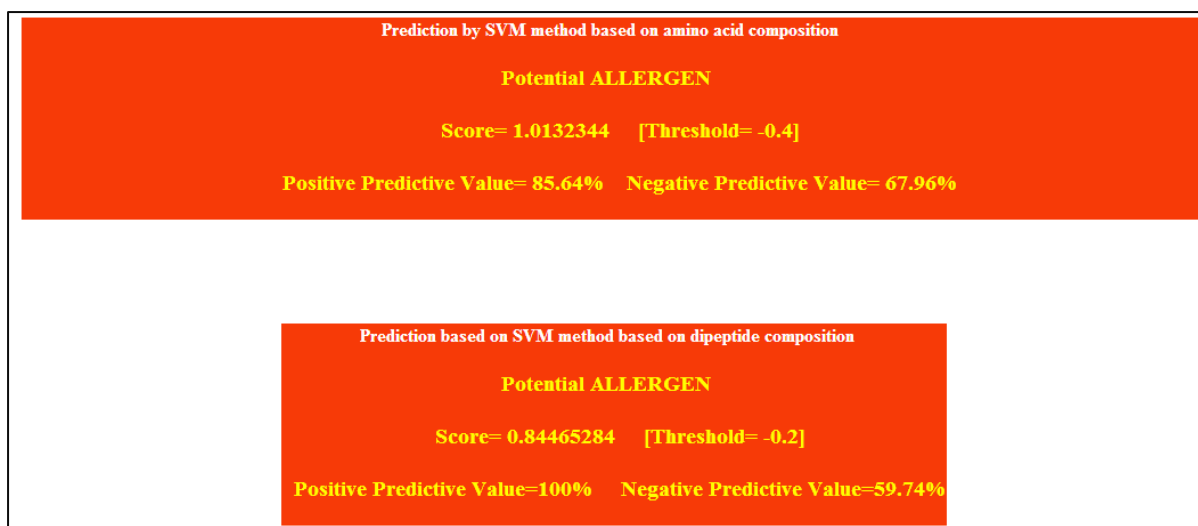 Prediction by SVM method based on amino acid composition
Potential ALLERGEN
Score= 1.0132344 [Threshold= -0.4]
Positive Predictive Value= 85.64% Negative Predictive Value= 67.96%
Prediction based on SVM method based on dipeptide composition
Potential ALLERGEN
Score= 0.84465284 [Threshold= -0.2]
Positive Predictive Value=100% Negative Predictive Value=59.74%